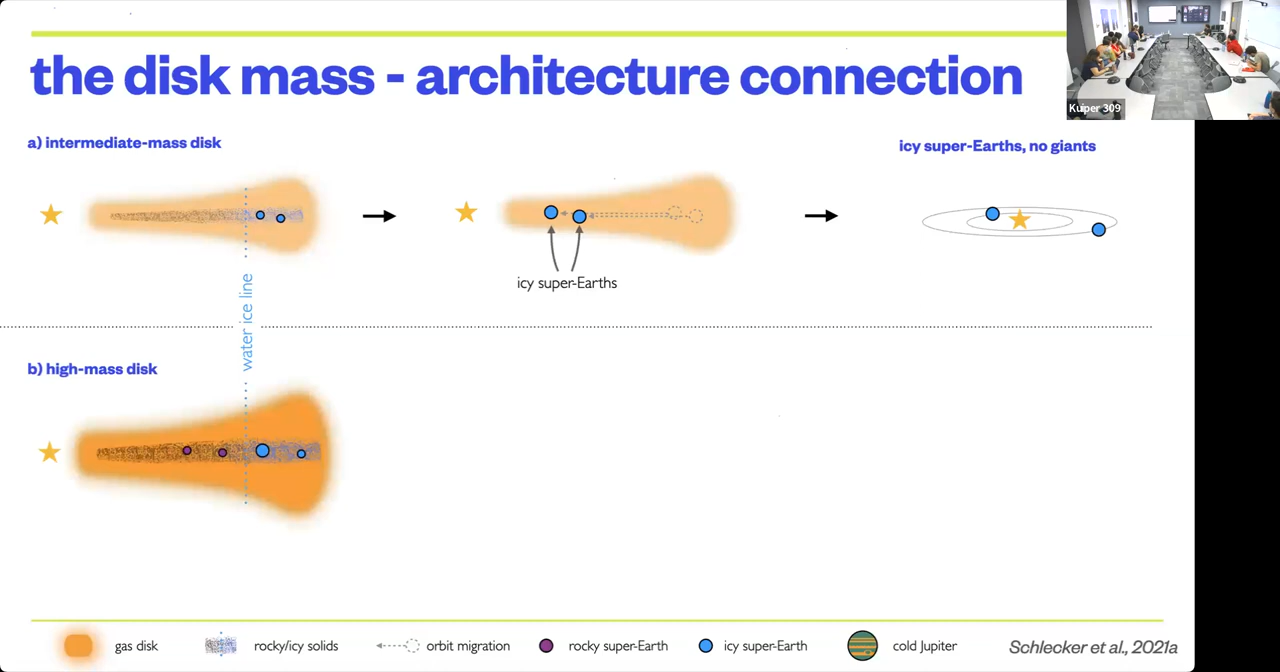 the disk mass - architecture connection
Kuiper 309
a) intermediate-mass disk
icy super-Earths, no giants
icy super-Earths
water ice line
b) high-mass disk
gas disk
rocky/icy solids
orbit migration
rocky super-Earth
icy super-Earth
cold Jupiter
Schlecker et al., 2021a